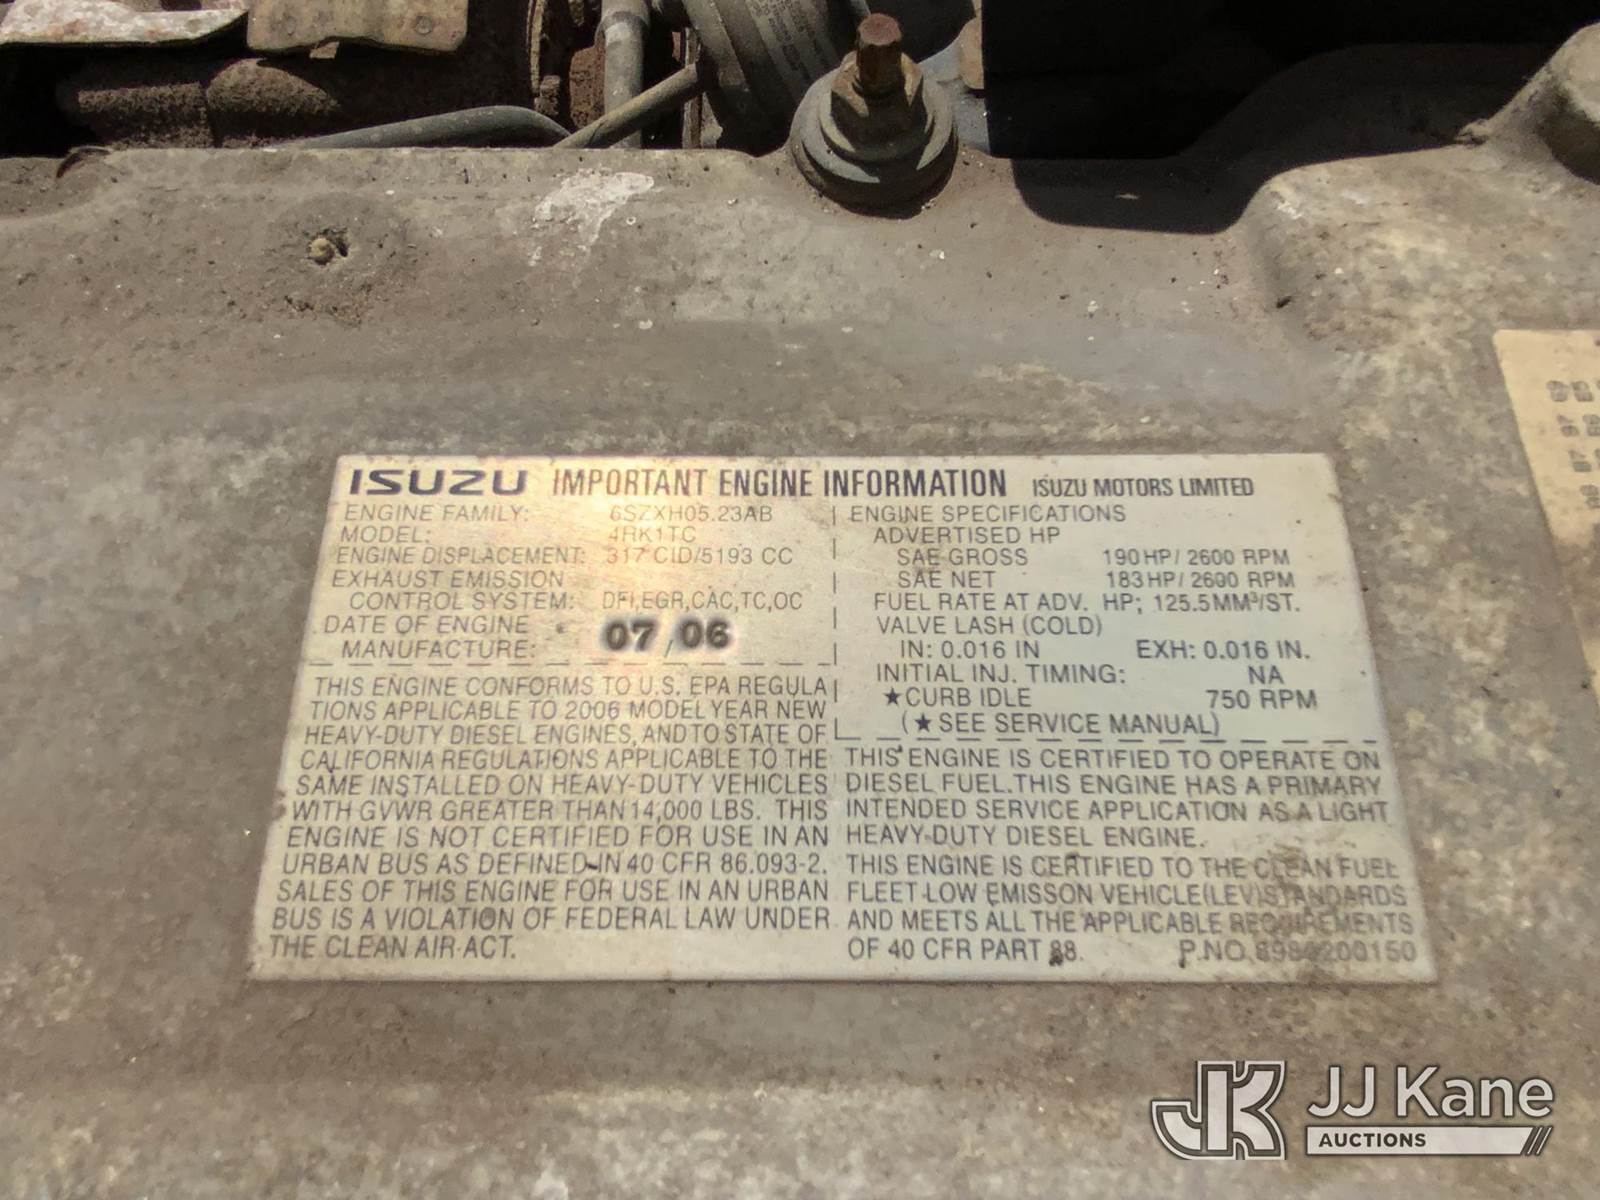 ISUZU IMPORTANT ENGINE INFORMATION ISUZU MOTORS LIMITED
ENGINE FAMILY: 6SZXH05.23AB
MODEL: 4HK1TC
ENGINE DISPLACEMENT: 317 CID/5193 CC
EXHAUST EMISSION
CONTROL SYSTEM: DFI,EGR,CAC,TC,OC
DATE OF ENGINE
MANUFACTURE: 07/06
THIS ENGINE CONFORMS TO U.S. EPA REGULA
TIONS APPLICABLE TO 2006 MODEL YEAR NEW
HEAVY-DUTY DIESEL ENGINES, AND TO STATE OF
CALIFORNIA REGULATIONS APPLICABLE TO THE
SAME INSTALLED ON HEAVY-DUTY VEHICLES
WITH GVWR GREATER THAN 14,000 LBS. THIS
ENGINE IS NOT CERTIFIED FOR USE IN AN
URBAN BUS AS DEFINED IN 40 CFR 86.093-2.
SALES OF THIS ENGINE FOR USE IN AN URBAN
BUS IS A VIOLATION OF FEDERAL LAW UNDER
THE CLEAN AIR ACT.
ENGINE SPECIFICATIONS
ADVERTISED HP
SAE GROSS 190 HP/ 2600 RPM
SAE NET 183 HP/ 2600 RPM
FUEL RATE AT ADV. HP; 125.5MM³/ST.
VALVE LASH (COLD)
IN: 0.016 IN EXH: 0.016 IN.
INITIAL INJ. TIMING: NA
★CURB IDLE 750 RPM
(★SEE SERVICE MANUAL)
THIS ENGINE IS CERTIFIED TO OPERATE ON
DIESEL FUEL.THIS ENGINE HAS A PRIMARY
INTENDED SERVICE APPLICATION AS A LIGHT
HEAVY-DUTY DIESEL ENGINE.
THIS ENGINE IS CERTIFIED TO THE CLEAN FUEL
FLEET LOW EMISSON VEHICLE(LEV)STANDARDS
AND MEETS ALL THE APPLICABLE REQUIREMENTS
OF 40 CFR PART 88. P.NO.8980200150
JK JJ Kane
AUCTIONS